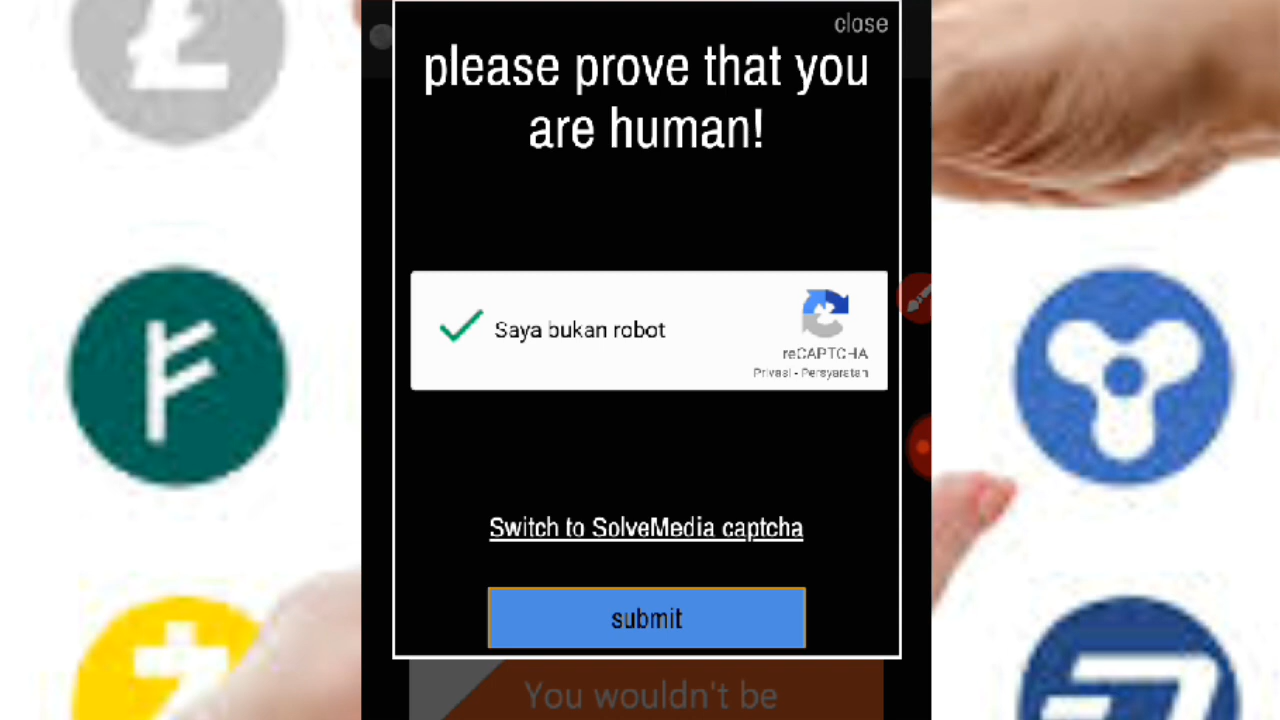 close
please prove that you
are human!
Saya bukan robot
reCAPTCHA
Privasi - Persyaratan
Switch to SolveMedia captcha
submit
You wouldn't be